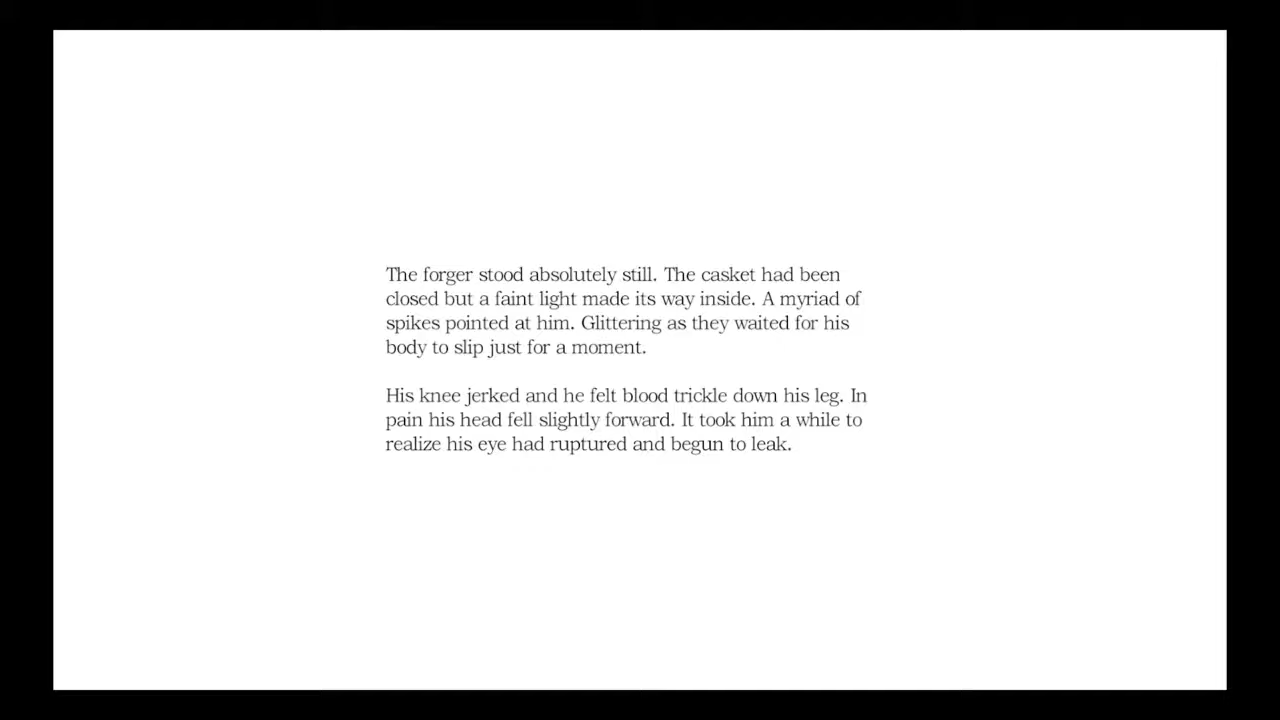 The forger stood absolutely still. The casket had been
closed but a faint light made its way inside. A myriad of
spikes pointed at him. Glittering as they waited for his
body to slip just for a moment.
His knee jerked and he felt blood trickle down his leg. In
pain his head fell slightly forward. It took him a while to
realize his eye had ruptured and begun to leak.